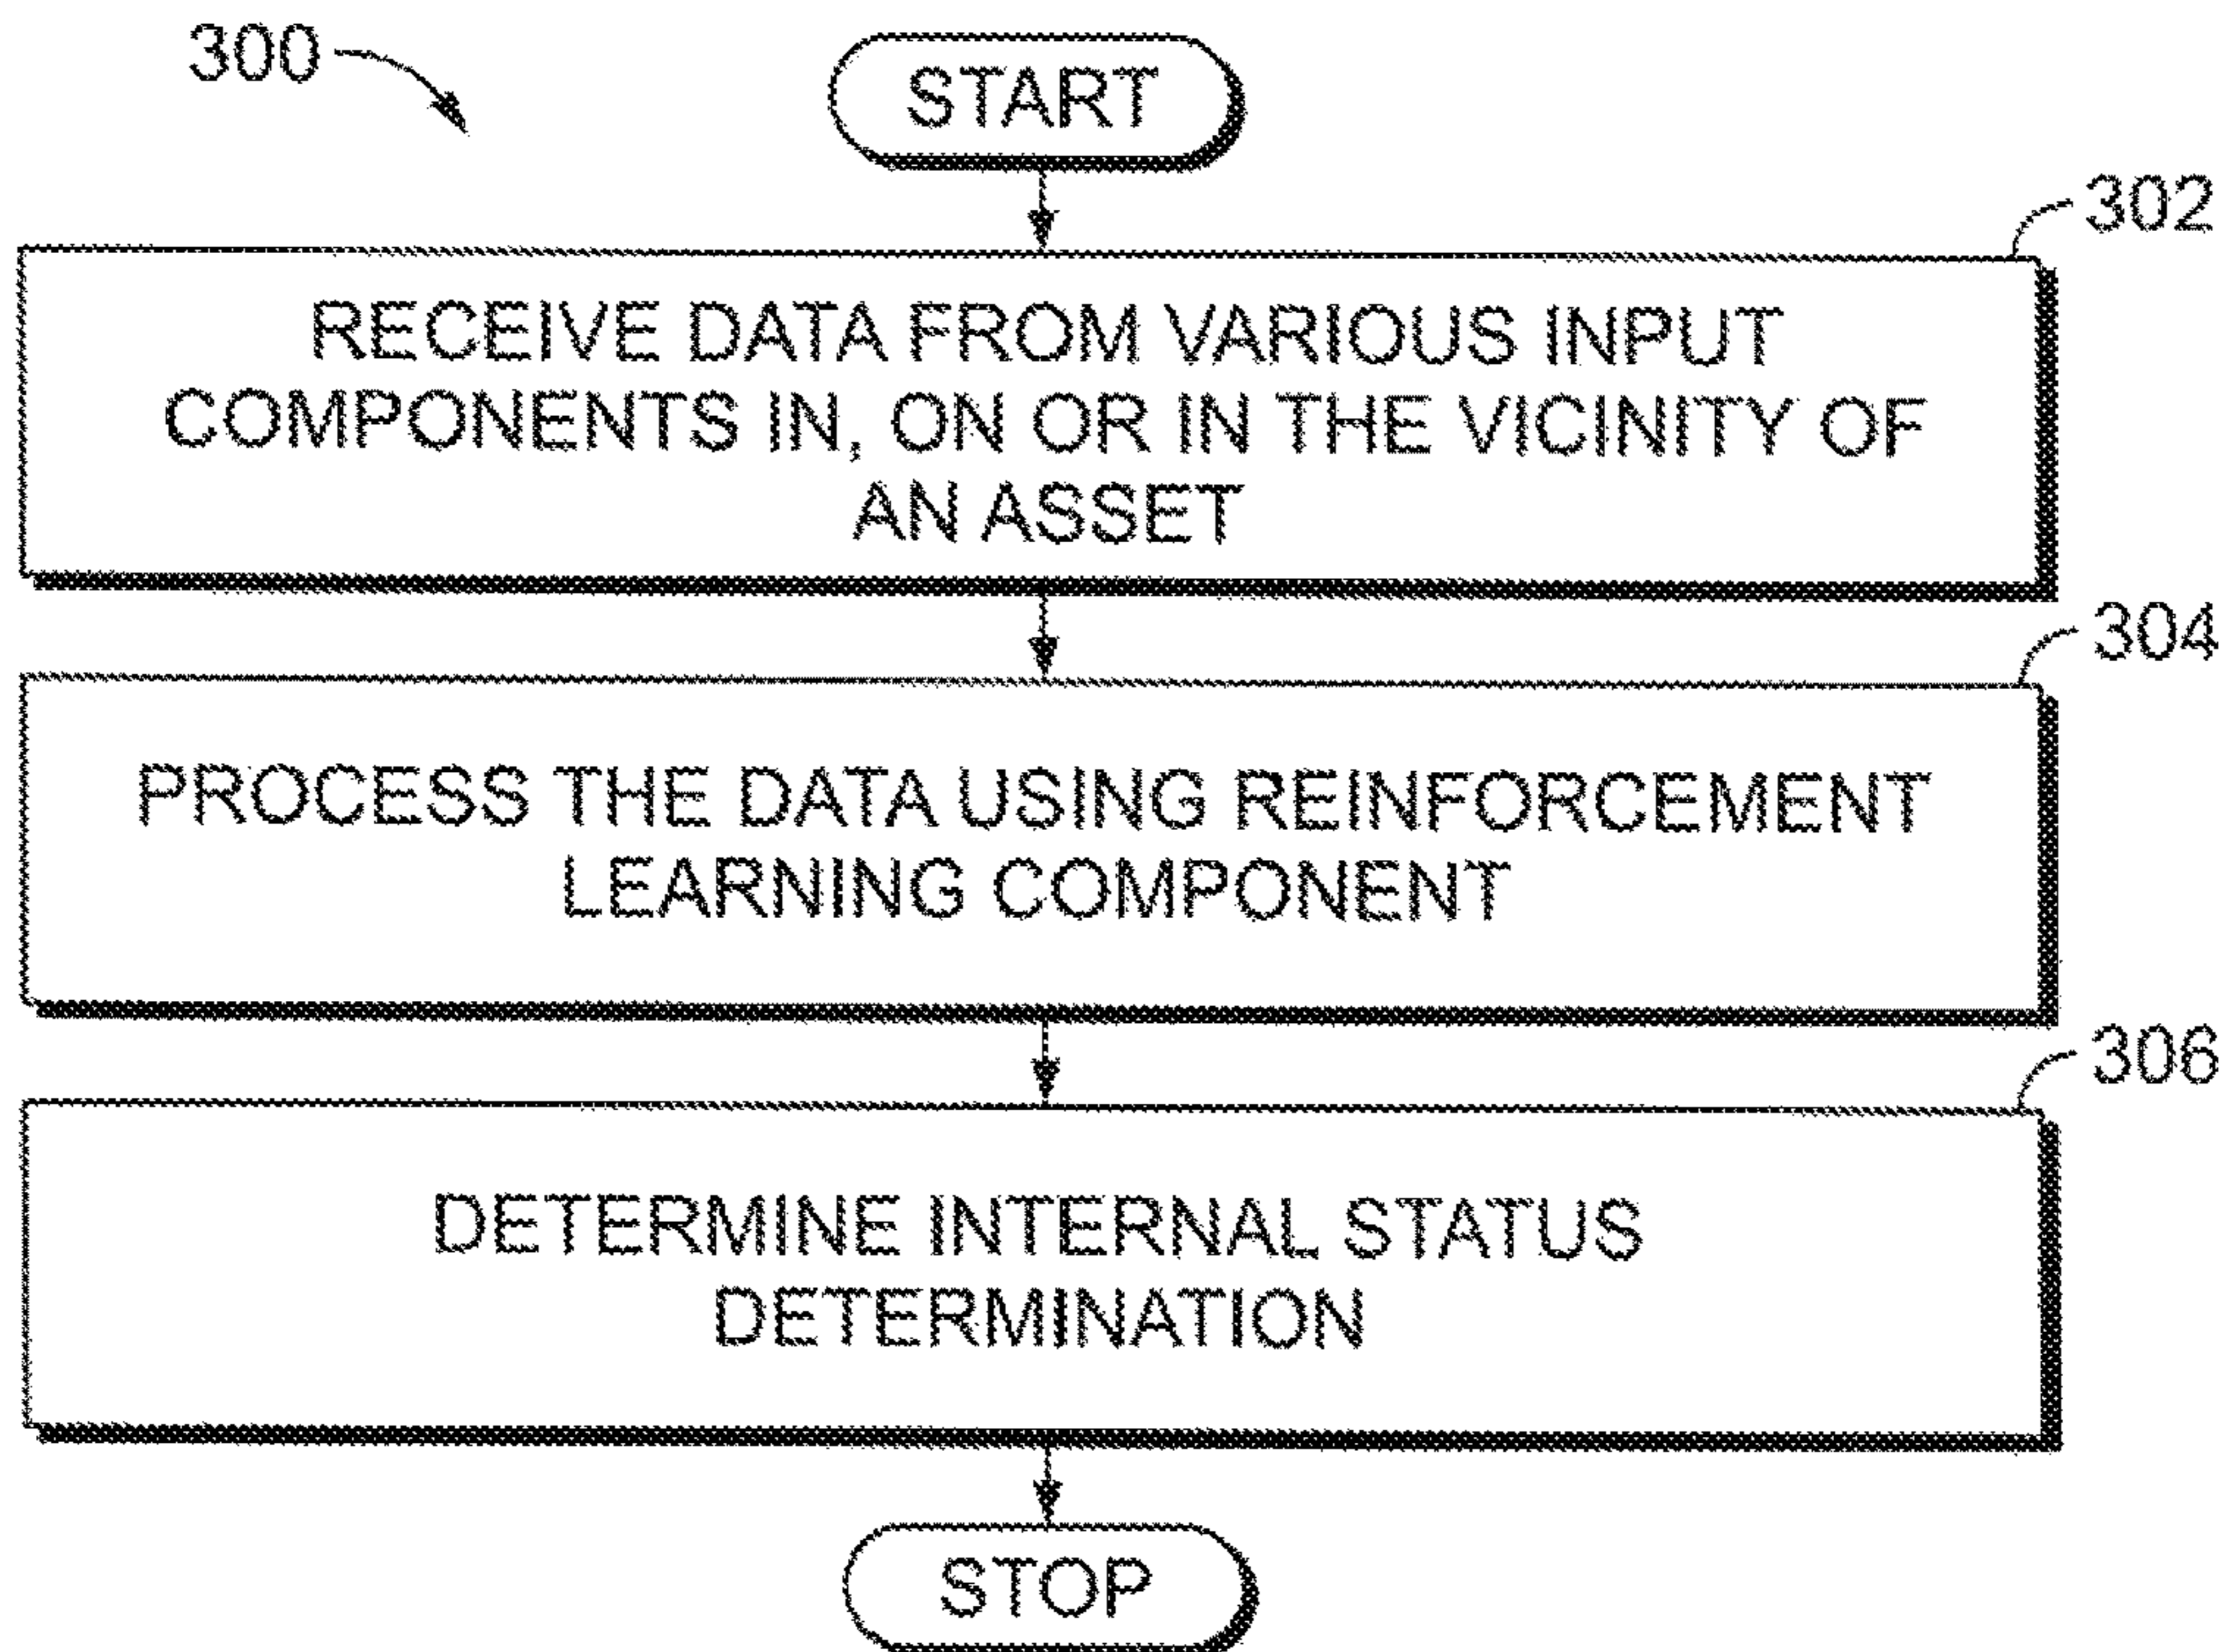 300
START
302
RECEIVE DATA FROM VARIOUS INPUT
COMPONENTS IN, ON OR IN THE VICINITY OF
AN ASSET
304
PROCESS THE DATA USING REINFORCEMENT
LEARNING COMPONENT
306
DETERMINE INTERNAL STATUS
DETERMINATION
STOP